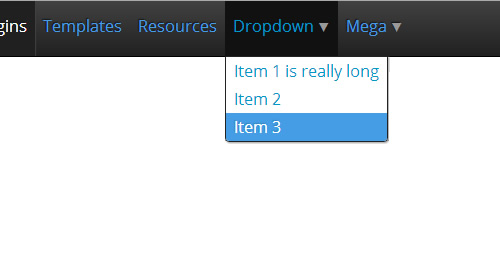 gins Templates Resources Dropdown ▼ Mega ▼
Item 1 is really long
Item 2
Item 3